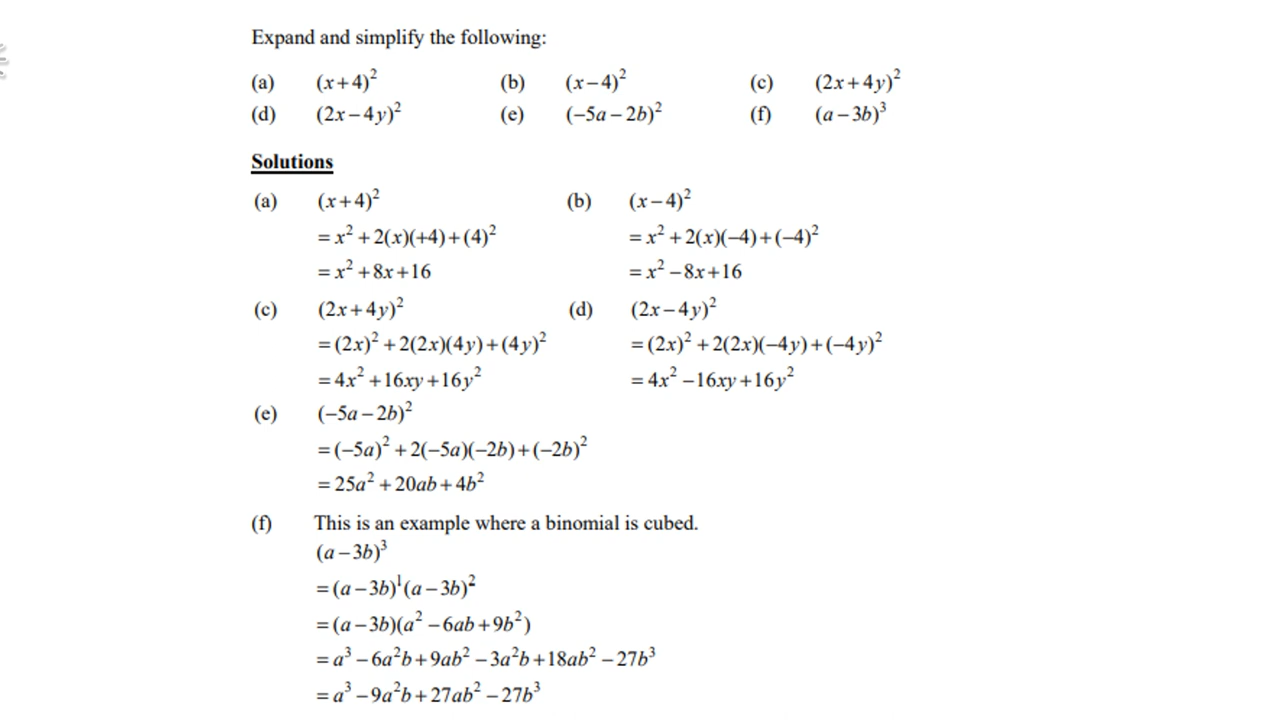 Expand and simplify the following:
(a) (x+4)² (b) (x−4)² (c) (2x+4y)²
(d) (2x−4y)² (e) (−5a−2b)² (f) (a−3b)³
Solutions
(a) (x+4)² (b) (x−4)²
=x²+2(x)(+4)+(4)² =x²+2(x)(−4)+(−4)²
=x²+8x+16 =x²−8x+16
(c) (2x+4y)² (d) (2x−4y)²
=(2x)²+2(2x)(4y)+(4y)² =(2x)²+2(2x)(−4y)+(−4y)²
=4x²+16xy+16y² =4x²−16xy+16y²
(e) (−5a−2b)²
=(−5a)²+2(−5a)(−2b)+(−2b)²
=25a²+20ab+4b²
(f) This is an example where a binomial is cubed.
(a−3b)³
=(a−3b)¹(a−3b)²
=(a−3b)(a²−6ab+9b²)
=a³−6a²b+9ab²−3a²b+18ab²−27b³
=a³−9a²b+27ab²−27b³